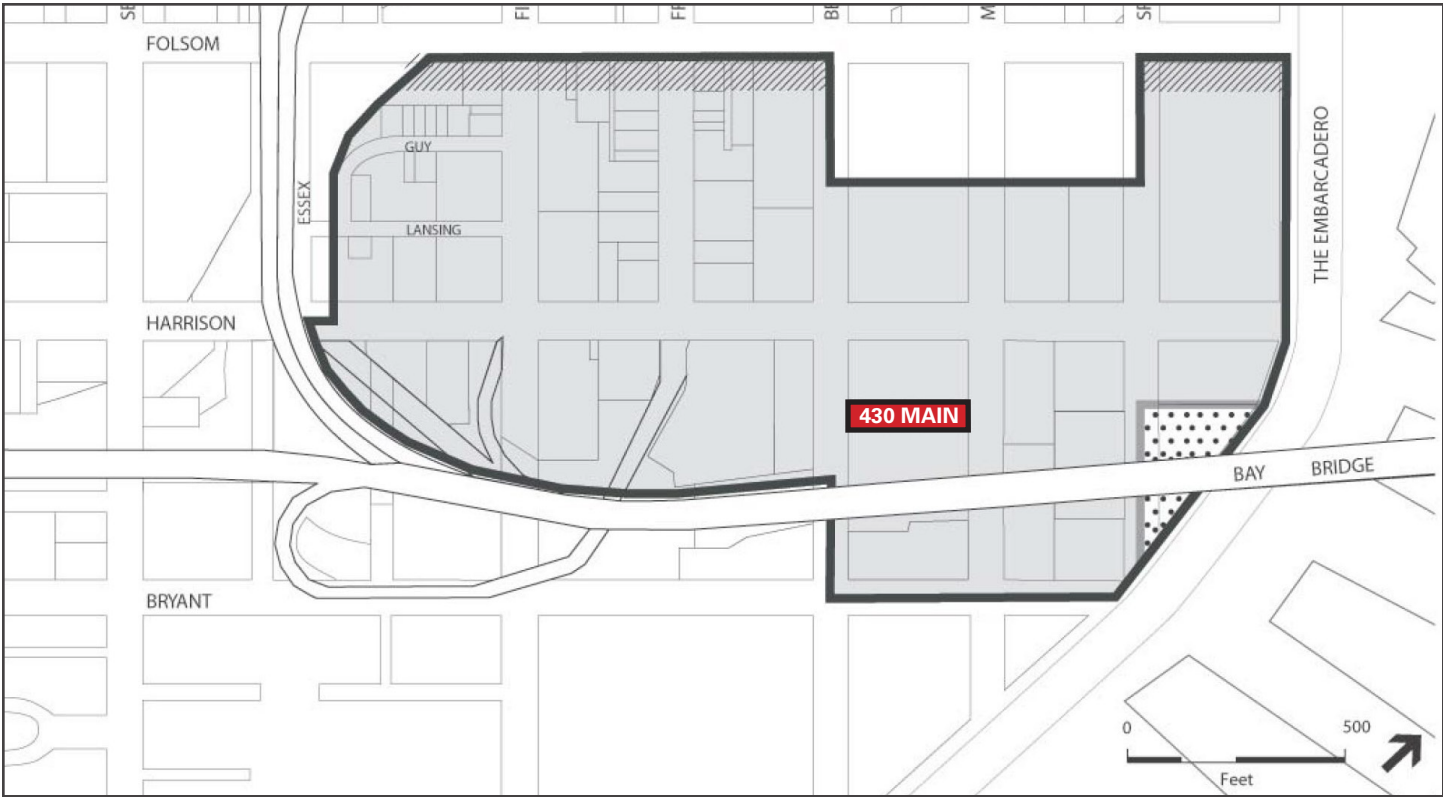 FOLSOM
GUY
ESSEX
LANSING
THE EMBARCADERO
HARRISON
430 MAIN
BAY BRIDGE
BRYANT
0 500
Feet